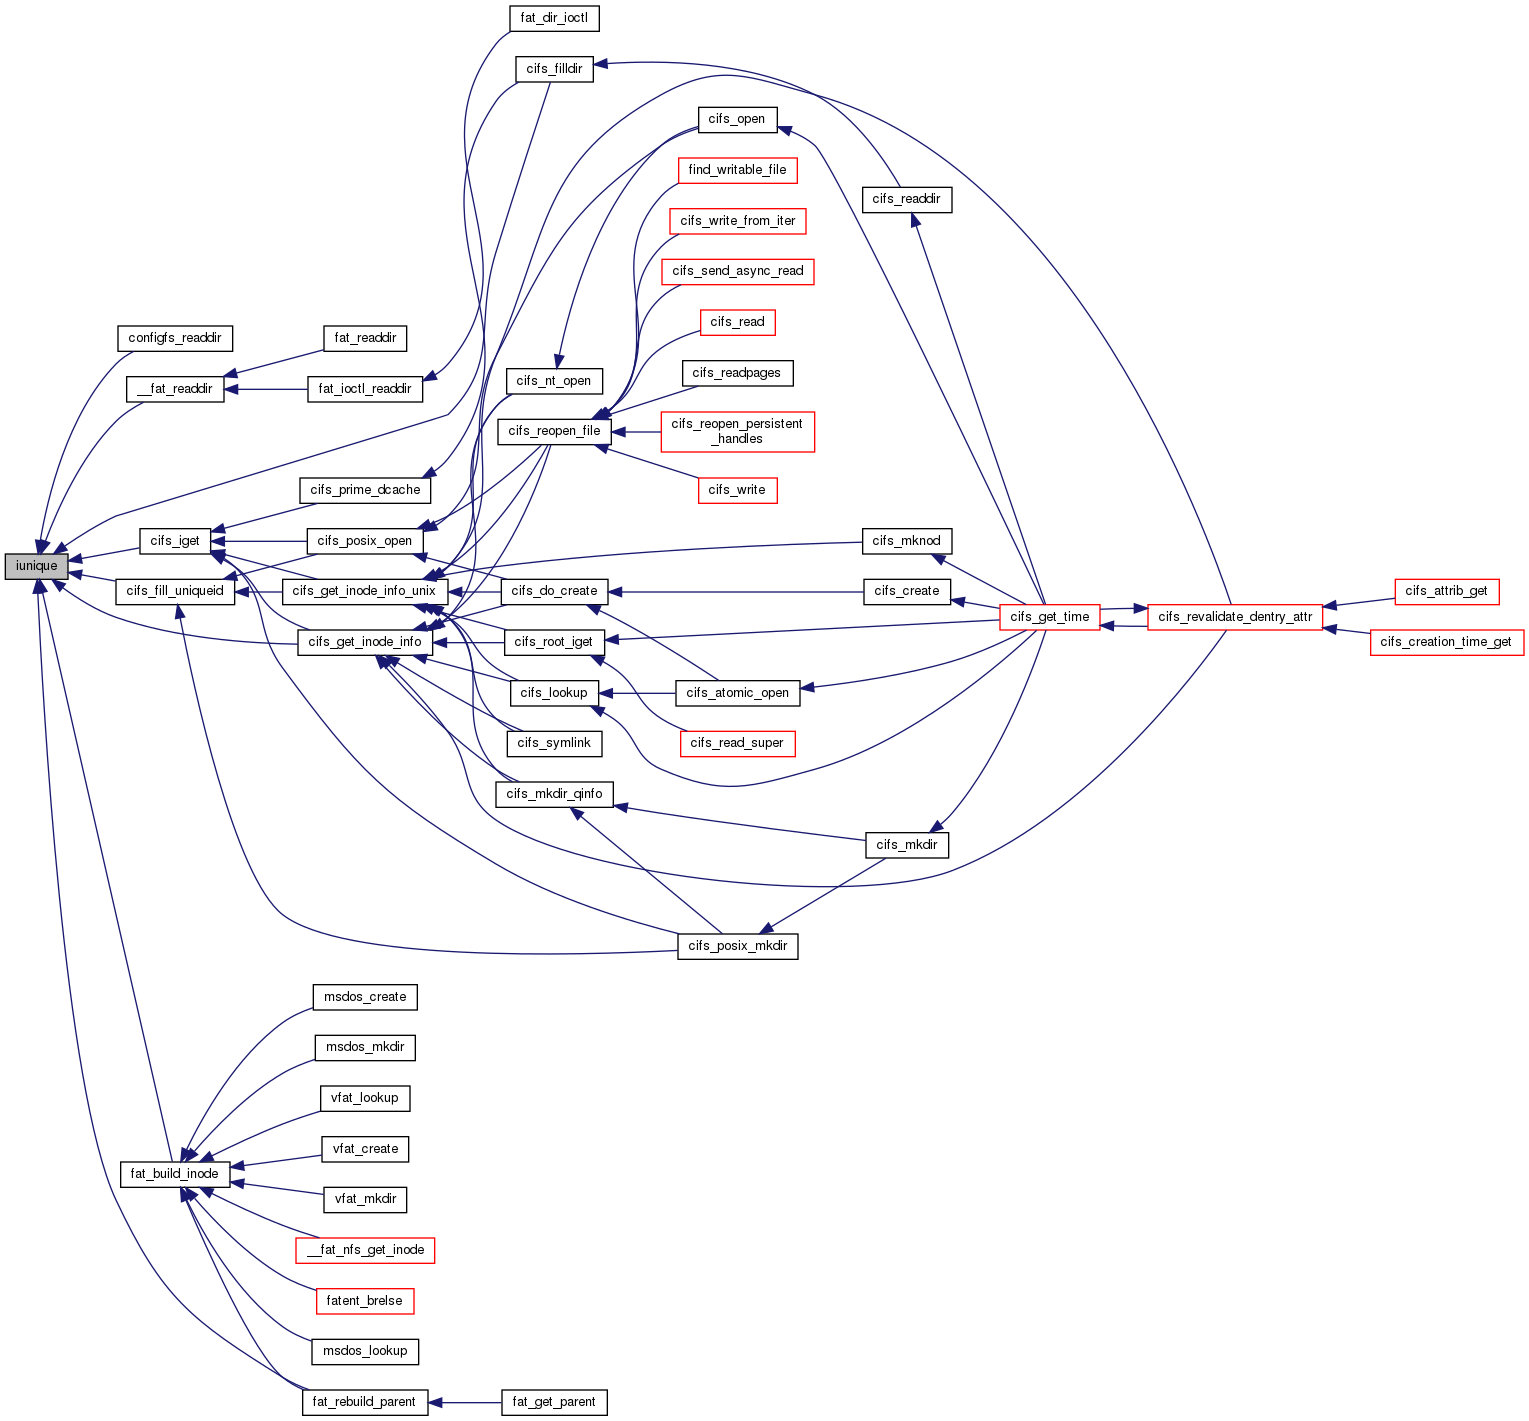 fat_dir_ioctl
cifs_filldir
cifs_open
find_writable_file
cifs_readdir
cifs_write_from_iter
cifs_send_async_read
cifs_read
configfs_readdir
fat_readdir
cifs_readpages
__fat_readdir
fat_ioctl_readdir
cifs_nt_open
cifs_reopen_file
cifs_reopen_persistent
_handles
cifs_prime_dcache
cifs_write
cifs_iget
cifs_posix_open
cifs_mknod
iunique
cifs_fill_uniqueid
cifs_get_inode_info_unix
cifs_do_create
cifs_create
cifs_attrib_get
cifs_get_time
cifs_revalidate_dentry_attr
cifs_get_inode_info
cifs_root_iget
cifs_creation_time_get
cifs_lookup
cifs_atomic_open
cifs_symlink
cifs_read_super
cifs_mkdir_qinfo
cifs_mkdir
cifs_posix_mkdir
msdos_create
msdos_mkdir
vfat_lookup
vfat_create
fat_build_inode
vfat_mkdir
__fat_nfs_get_inode
fatent_brelse
msdos_lookup
fat_rebuild_parent
fat_get_parent